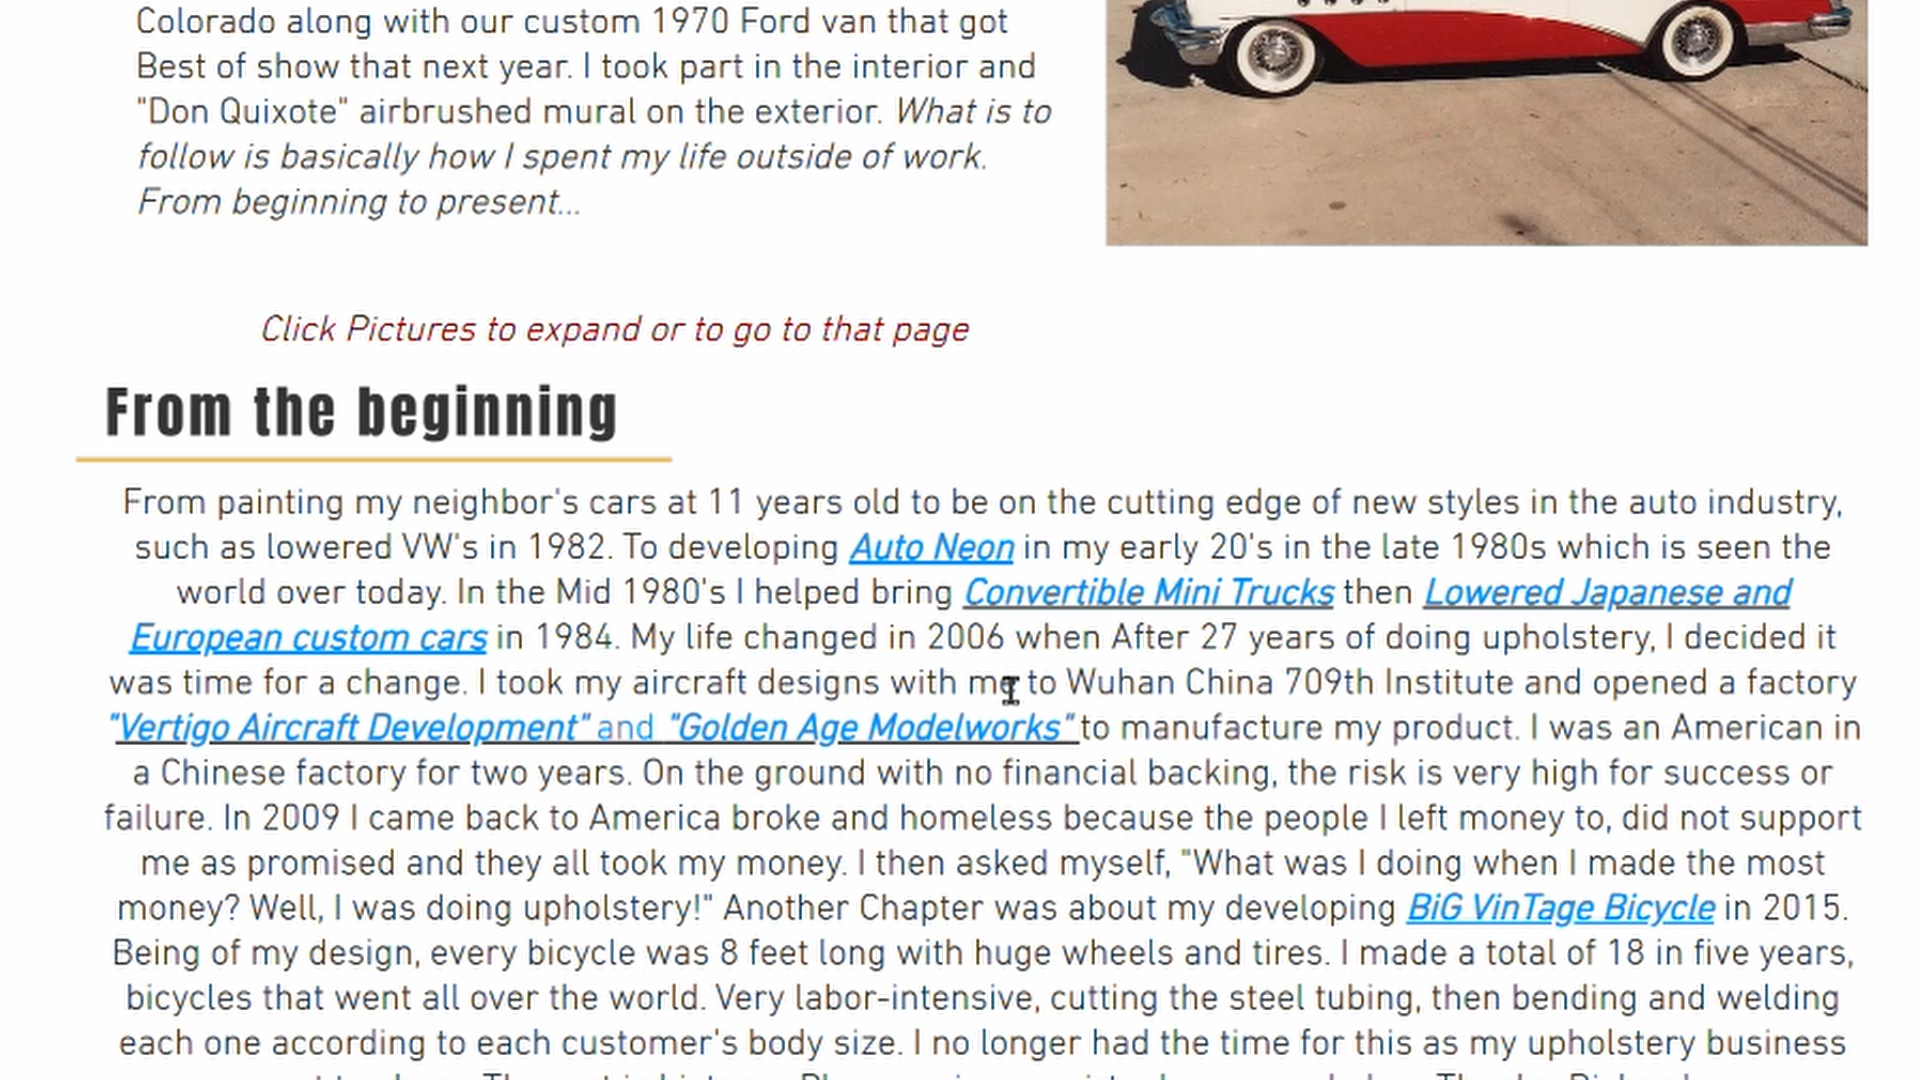 Colorado along with our custom 1970 Ford van that got
Best of show that next year. I took part in the interior and
"Don Quixote" airbrushed mural on the exterior. What is to
follow is basically how I spent my life outside of work.
From beginning to present...
Click Pictures to expand or to go to that page
From the beginning
From painting my neighbor's cars at 11 years old to be on the cutting edge of new styles in the auto industry,
such as lowered VW's in 1982. To developing Auto Neon in my early 20's in the late 1980s which is seen the
world over today. In the Mid 1980's I helped bring Convertible Mini Trucks then Lowered Japanese and
European custom cars in 1984. My life changed in 2006 when After 27 years of doing upholstery, I decided it
was time for a change. I took my aircraft designs with me to Wuhan China 709th Institute and opened a factory
"Vertigo Aircraft Development" and "Golden Age Modelworks" to manufacture my product. I was an American in
a Chinese factory for two years. On the ground with no financial backing, the risk is very high for success or
failure. In 2009 I came back to America broke and homeless because the people I left money to, did not support
me as promised and they all took my money. I then asked myself, "What was I doing when I made the most
money? Well, I was doing upholstery!" Another Chapter was about my developing BiG VinTage Bicycle in 2015.
Being of my design, every bicycle was 8 feet long with huge wheels and tires. I made a total of 18 in five years,
bicycles that went all over the world. Very labor-intensive, cutting the steel tubing, then bending and welding
each one according to each customer's body size. I no longer had the time for this as my upholstery business